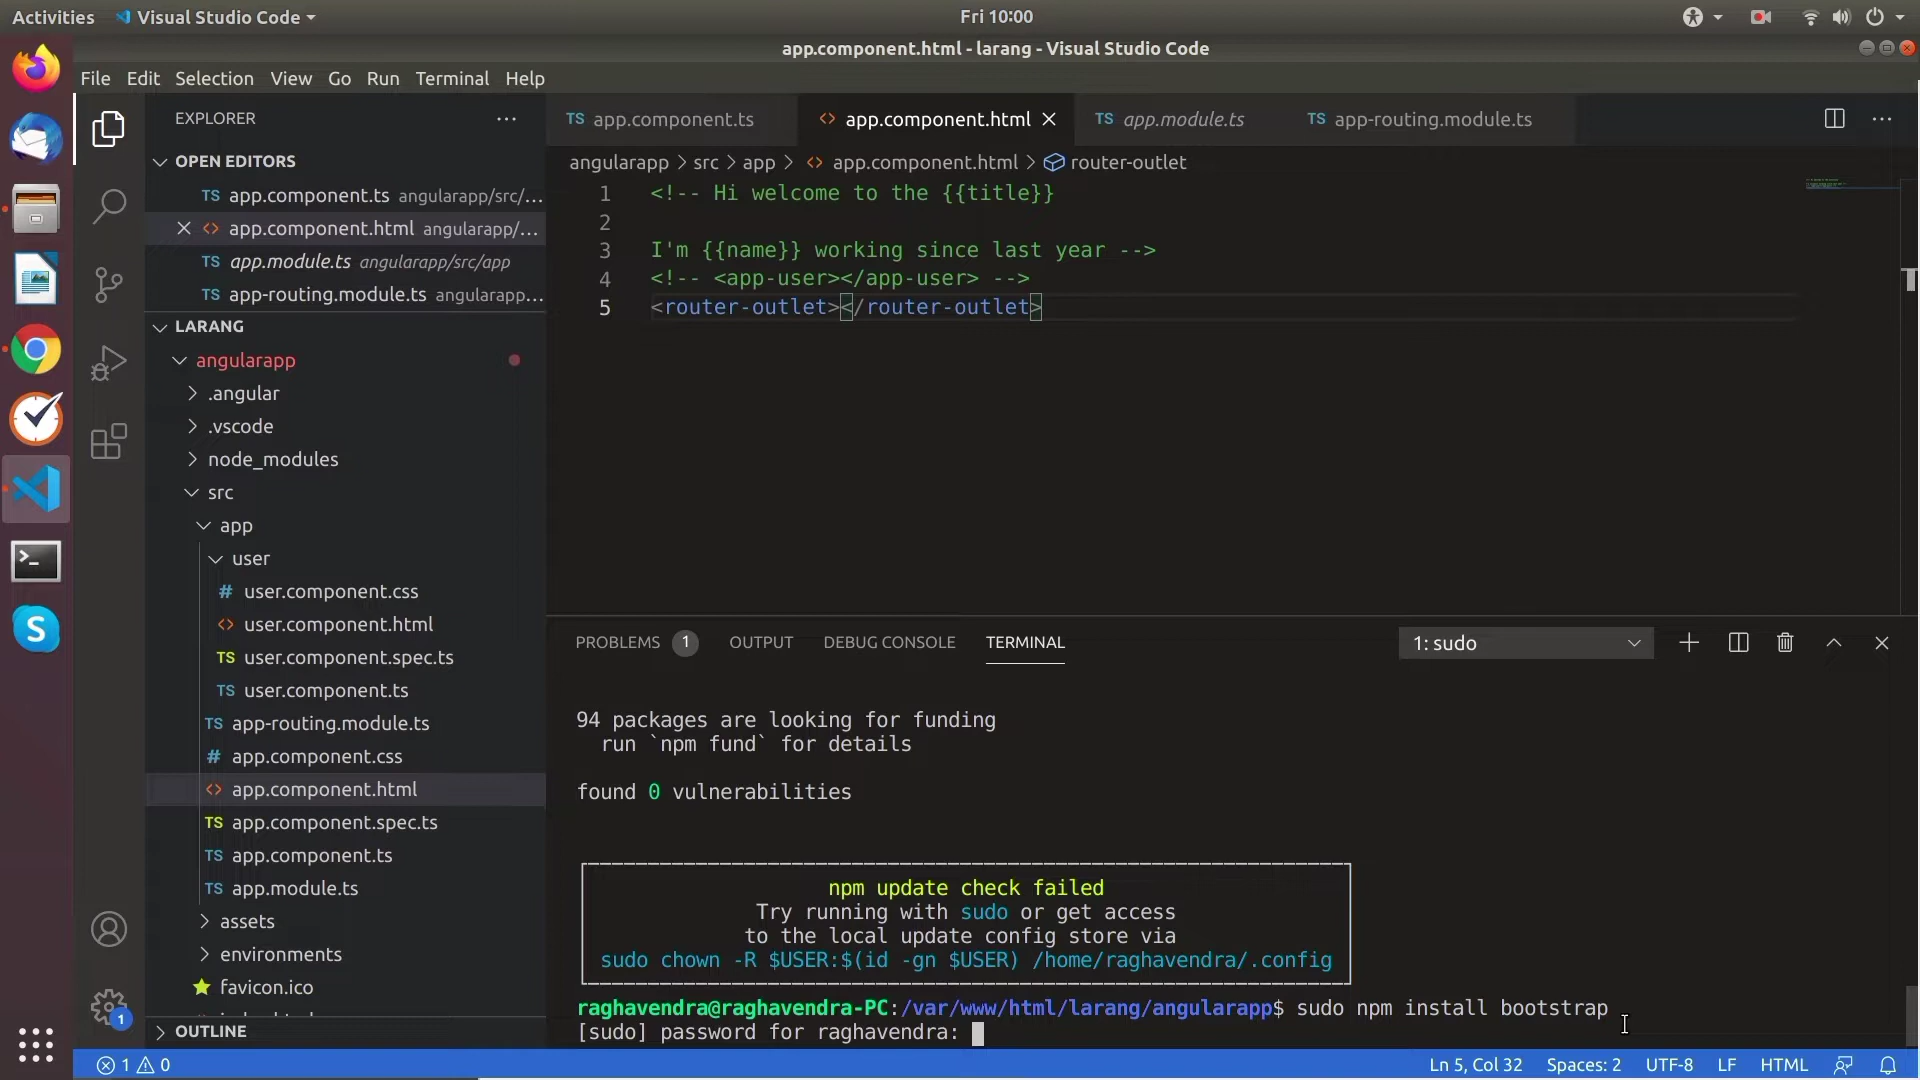 Activities
Visual Studio Code
Fri 10:00
app.component.html - larang - Visual Studio Code
File Edit Selection View Go Run Terminal Help
EXPLORER
OPEN EDITORS
TS app.component.ts angularapp/src/...
<> app.component.html angularapp/...
TS app.module.ts angularapp/src/app
TS app-routing.module.ts angularapp...
LARANG
angularapp
.angular
.vscode
node_modules
src
app
user
# user.component.css
<> user.component.html
TS user.component.spec.ts
TS user.component.ts
TS app-routing.module.ts
# app.component.css
<> app.component.html
TS app.component.spec.ts
TS app.component.ts
TS app.module.ts
assets
environments
favicon.ico
OUTLINE
TS app.component.ts
<> app.component.html
TS app.module.ts
TS app-routing.module.ts
angularapp > src > app > <> app.component.html > router-outlet
1 <!-- Hi welcome to the {{title}}
2
3 I'm {{name}} working since last year -->
4 <!-- <app-user></app-user> -->
5 <router-outlet></router-outlet>
PROBLEMS 1 OUTPUT DEBUG CONSOLE TERMINAL
1: sudo
94 packages are looking for funding
run `npm fund` for details
found 0 vulnerabilities
npm update check failed
Try running with sudo or get access
to the local update config store via
sudo chown -R $USER:$(id -gn $USER) /home/raghavendra/.config
raghavendra@raghavendra-PC:/var/www/html/larang/angularapp$ sudo npm install bootstrap
[sudo] password for raghavendra:
1
S
1 0
Ln 5, Col 32 Spaces: 2 UTF-8 LF HTML